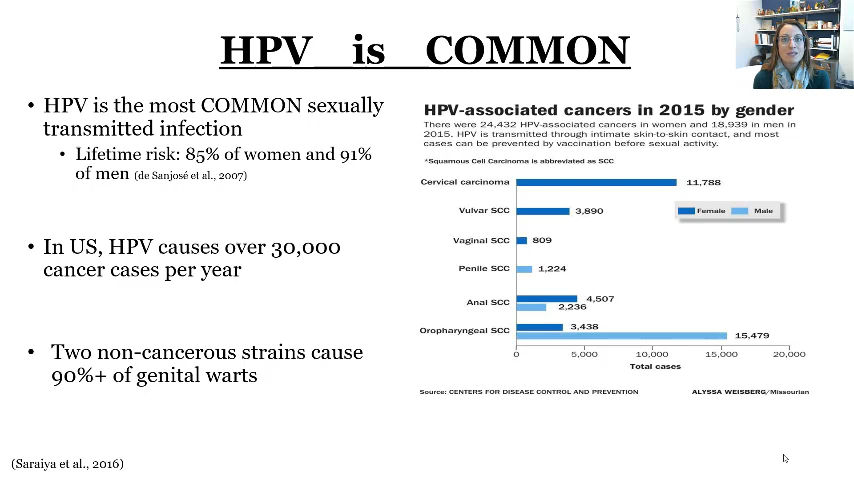 HPV is COMMON
• HPV is the most COMMON sexually
transmitted infection
• Lifetime risk: 85% of women and 91%
of men (de Sanjosé et al., 2007)
• In US, HPV causes over 30,000
cancer cases per year
• Two non-cancerous strains cause
90%+ of genital warts
(Saraiya et al., 2016)
HPV-associated cancers in 2015 by gender
There were 24,432 HPV-associated cancers in women and 18,939 in men in
2015. HPV is transmitted through intimate skin-to-skin contact, and most
cases can be prevented by vaccination before sexual activity.
*Squamous Cell Carcinoma is abbreviated as SCC
Cervical carcinoma 11,788
Vulvar SCC 3,890
Female Male
Vaginal SCC 809
Penile SCC 1,224
Anal SCC 4,507
2,236
Oropharyngeal SCC 3,438
15,479
0 5,000 10,000 15,000 20,000
Total cases
Source: CENTERS FOR DISEASE CONTROL AND PREVENTION ALYSSA WEISBERG/Missourian